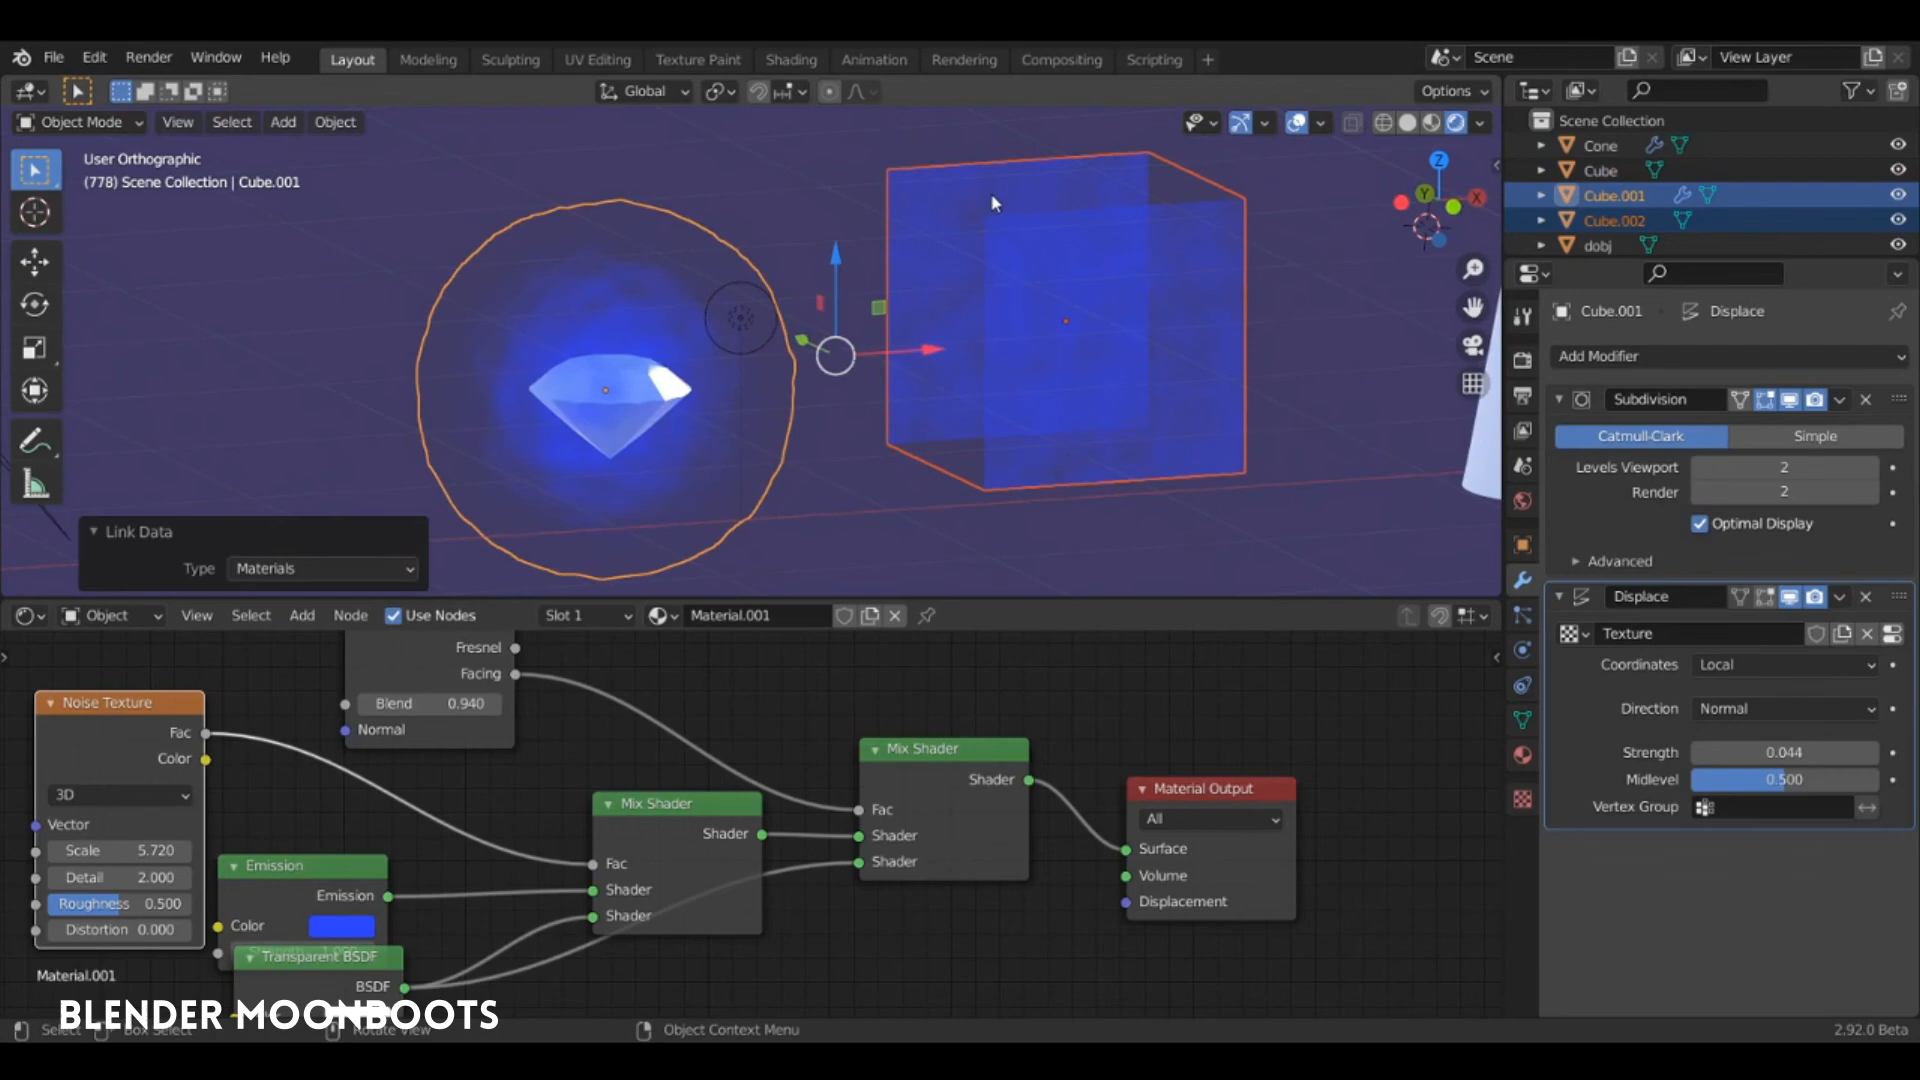 File Edit Render Window Help Layout Modeling Sculpting UV Editing Texture Paint Shading Animation Rendering Compositing Scripting + Scene View Layer
Global Options
Object Mode View Select Add Object
User Orthographic
(778) Scene Collection | Cube.001
Z
Y
X
Link Data
Type Materials
Scene Collection
Cone
Cube
Cube.001
Cube.002
dobj
Cube.001 Displace
Add Modifier
Subdivision
Catmull-Clark Simple
Levels Viewport 2
Render 2
Optimal Display
Advanced
Displace
Texture
Coordinates Local
Direction Normal
Strength 0.044
Midlevel 0.500
Vertex Group
Object View Select Add Node Use Nodes Slot 1 Material.001
Fresnel
Facing
Blend 0.940
Normal
Noise Texture
Fac
Color
3D
Vector
Scale 5.720
Detail 2.000
Roughness 0.500
Distortion 0.000
Emission
Emission
Color
Transparent BSDF
BSDF
Mix Shader
Shader
Fac
Shader
Shader
Mix Shader
Shader
Fac
Shader
Shader
Material Output
All
Surface
Volume
Displacement
Material.001
BLENDER MOONBOOTS
Select Box Select Rotate View Object Context Menu 2.92.0 Beta